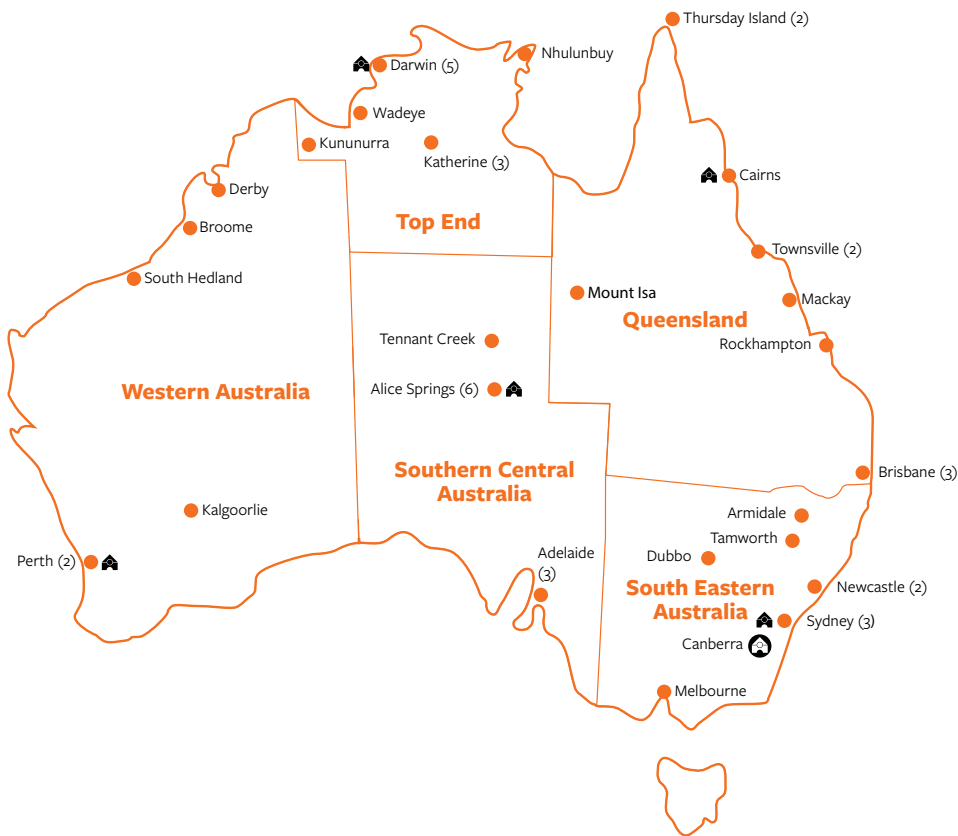 Thursday Island (2)
Nhulunbuy
Darwin (5)
Wadeye
Kununurra
Katherine (3)
Cairns
Derby
Top End
Broome
Townsville (2)
South Hedland
Mount Isa
Mackay
Queensland
Tennant Creek
Rockhampton
Alice Springs (6)
Western Australia
Southern Central
Australia
Brisbane (3)
Kalgoorlie
Armidale
Tamworth
Adelaide
(3)
Dubbo
Perth (2)
South Eastern
Australia
Newcastle (2)
Sydney (3)
Canberra
Melbourne